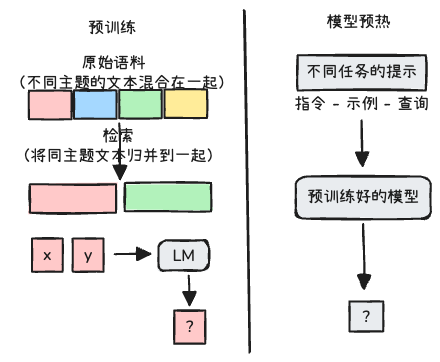 预训练
原始语料
（不同主题的文本混合在一起）
检索
（将同主题文本归并到一起）
x
y
LM
?
模型预热
不同任务的提示
指令 - 示例 - 查询
预训练好的模型
?